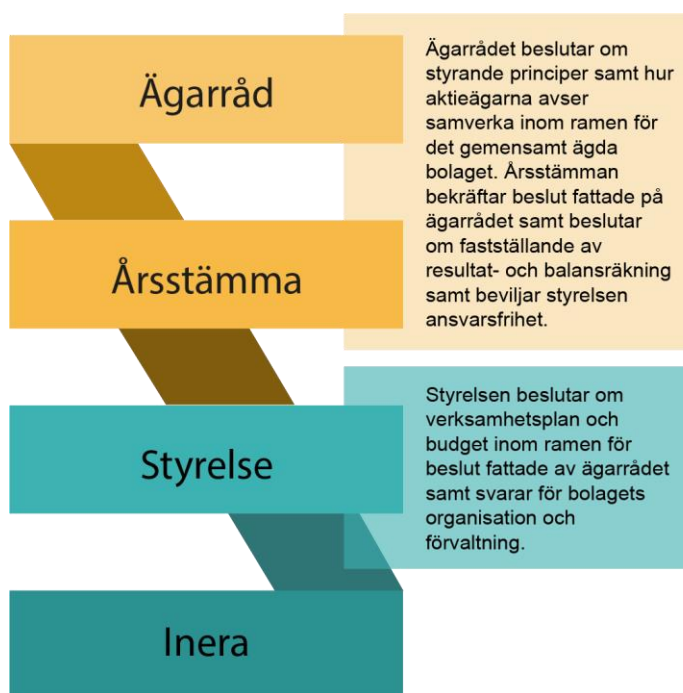 Ägarråd
Ägarrådet beslutar om
styrande principer samt hur
aktieägarna avser
samverka inom ramen för
det gemensamt ägda
bolaget. Årsstämman
bekräftar beslut fattade på
ägarrådet samt beslutar
om fastställande av
resultat- och balansräkning
samt beviljar styrelsen
ansvarsfrihet.
Årsstämma
Styrelse
Styrelsen beslutar om
verksamhetsplan och
budget inom ramen för
beslut fattade av ägarrådet
samt svarar för bolagets
organisation och
förvaltning.
Inera